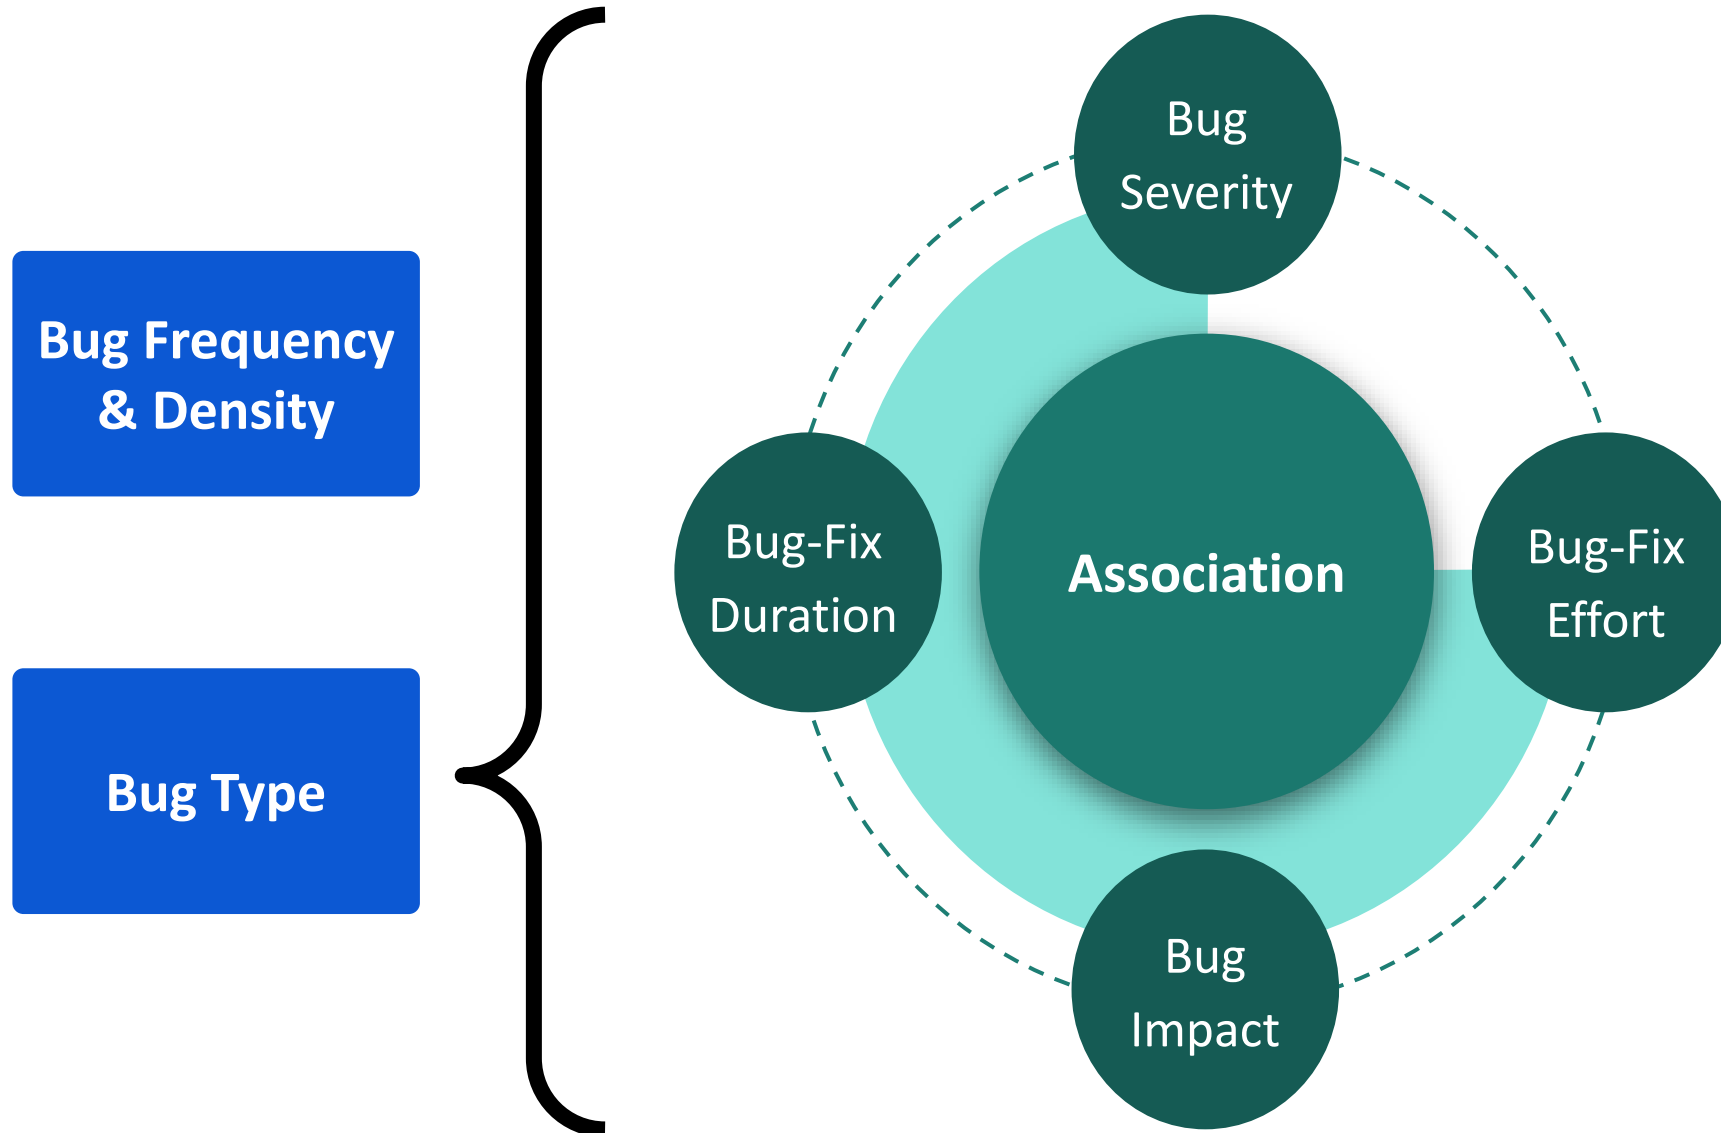 Bug Frequency
& Density
Bug Type
Bug
Severity
Bug-Fix
Duration
Association
Bug-Fix
Effort
Bug
Impact